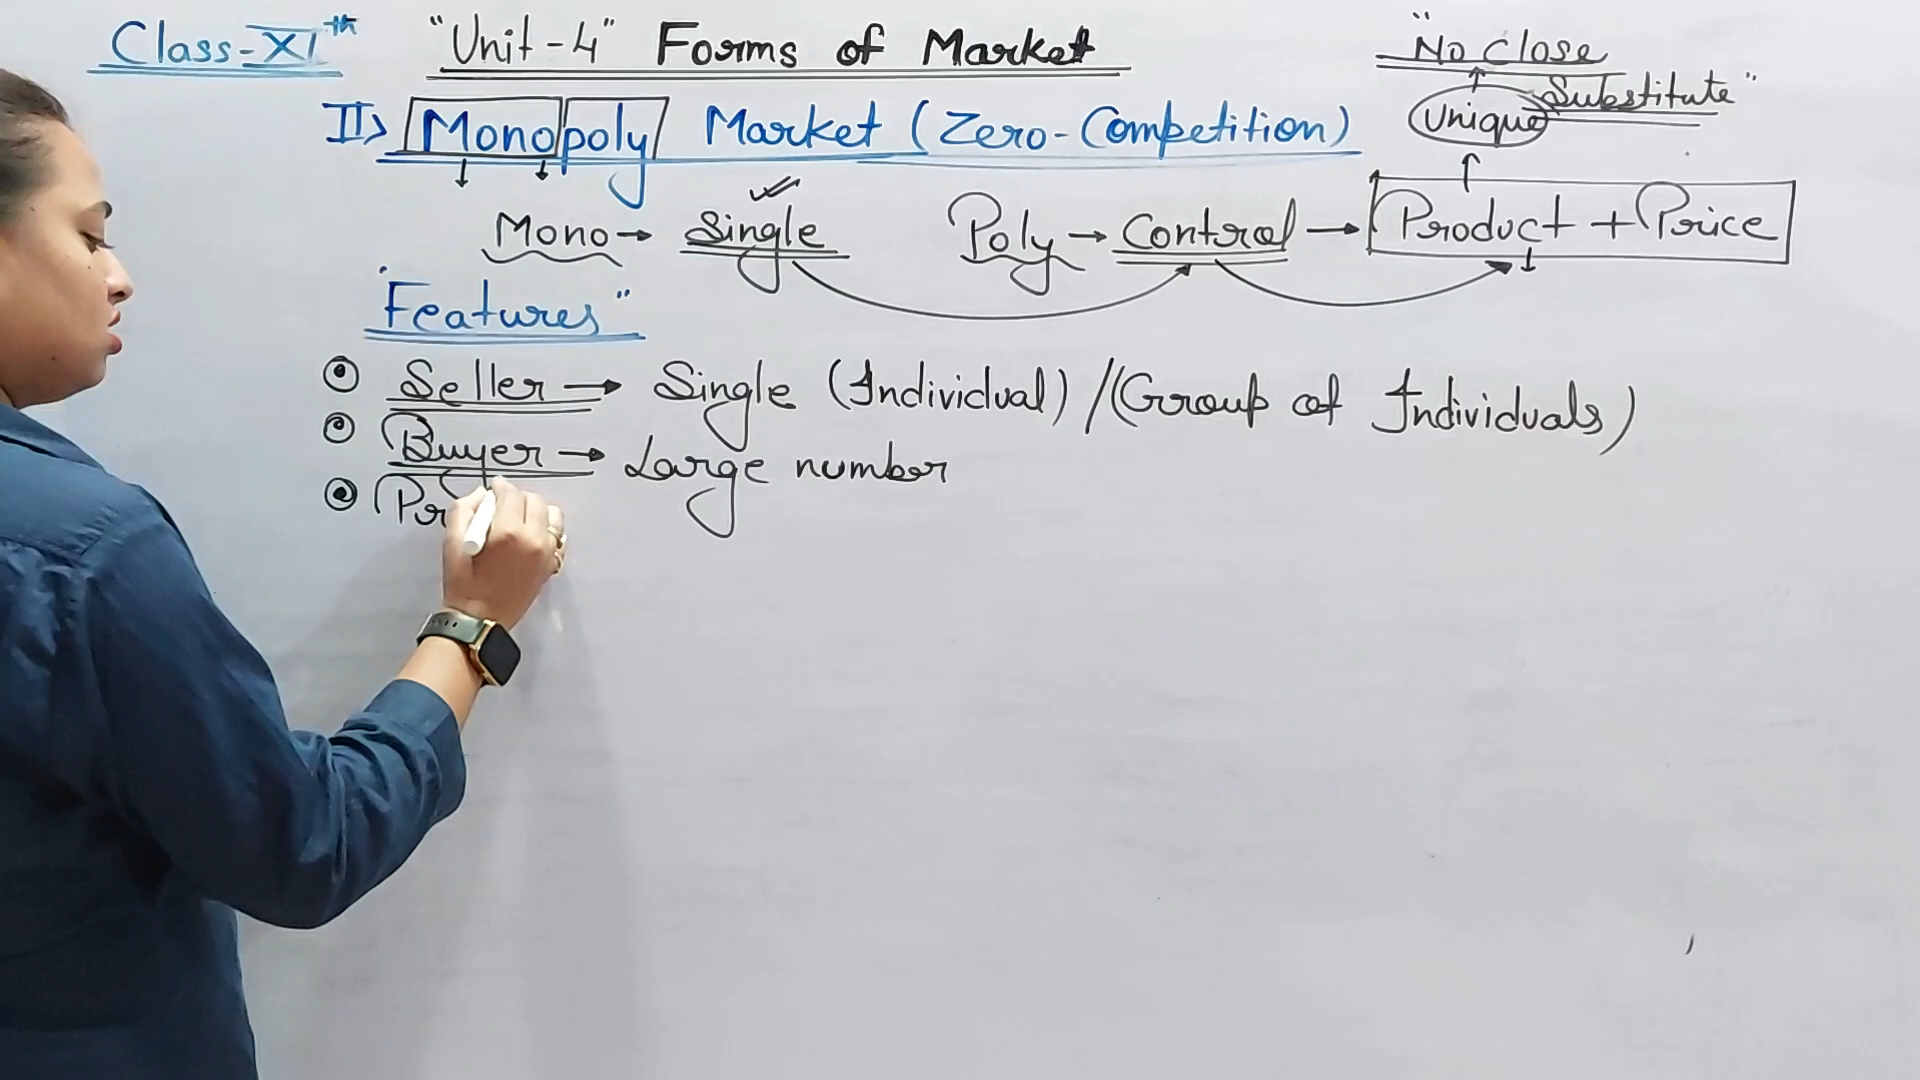 Class-XIth "Unit-4" Forms of Market
II> Monopoly Market (Zero-Competition)
"No close
Substitute"
Unique
Mono → Single Poly → Control → Product + Price
"Features"
Seller → Single (Individual) / (Group of Individuals)
Buyer → Large number
Pr